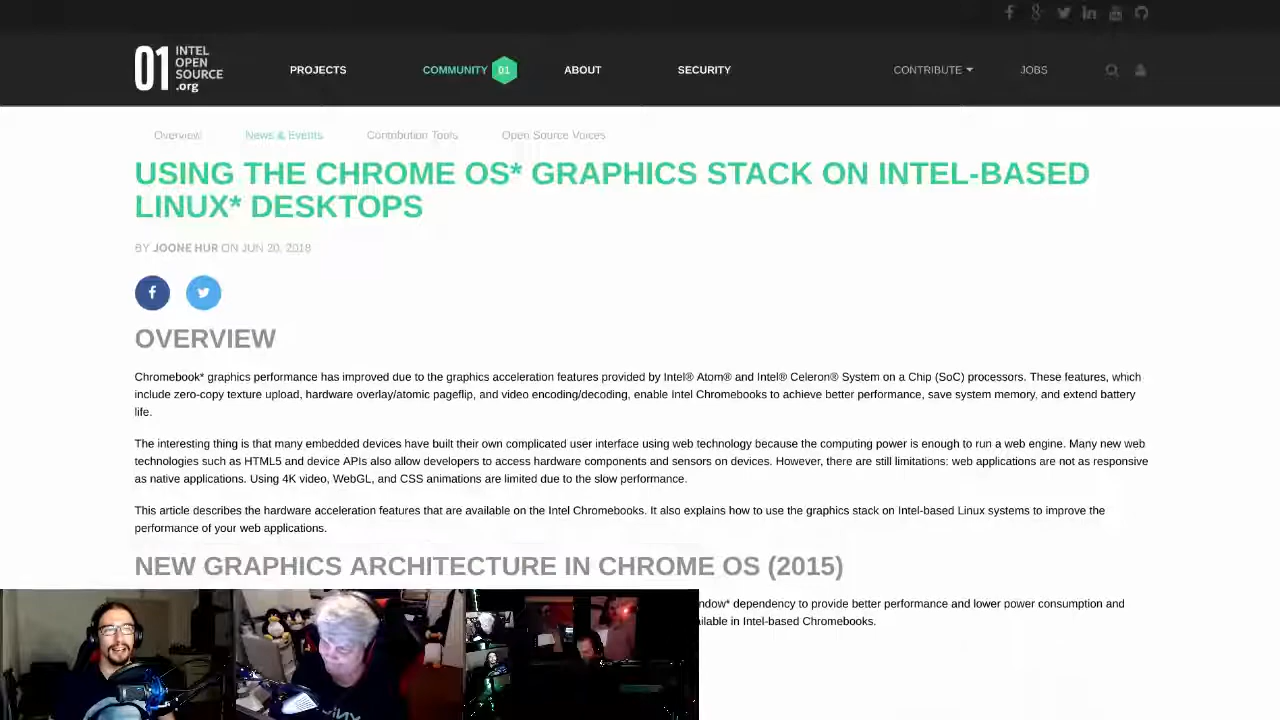 01 INTEL OPEN SOURCE .org
PROJECTS
COMMUNITY 01
ABOUT
SECURITY
CONTRIBUTE
JOBS
Overview
News & Events
Contribution Tools
Open Source Voices
USING THE CHROME OS* GRAPHICS STACK ON INTEL-BASED
LINUX* DESKTOPS
BY JOONE HUR ON JUN 20, 2018
OVERVIEW
Chromebook* graphics performance has improved due to the graphics acceleration features provided by Intel® Atom® and Intel® Celeron® System on a Chip (SoC) processors. These features, which
include zero-copy texture upload, hardware overlay/atomic pageflip, and video encoding/decoding, enable Intel Chromebooks to achieve better performance, save system memory, and extend battery
life.
The interesting thing is that many embedded devices have built their own complicated user interface using web technology because the computing power is enough to run a web engine. Many new web
technologies such as HTML5 and device APIs also allow developers to access hardware components and sensors on devices. However, there are still limitations: web applications are not as responsive
as native applications. Using 4K video, WebGL, and CSS animations are limited due to the slow performance.
This article describes the hardware acceleration features that are available on the Intel Chromebooks. It also explains how to use the graphics stack on Intel-based Linux systems to improve the
performance of your web applications.
NEW GRAPHICS ARCHITECTURE IN CHROME OS (2015)
ndow* dependency to provide better performance and lower power consumption and
ilable in Intel-based Chromebooks.